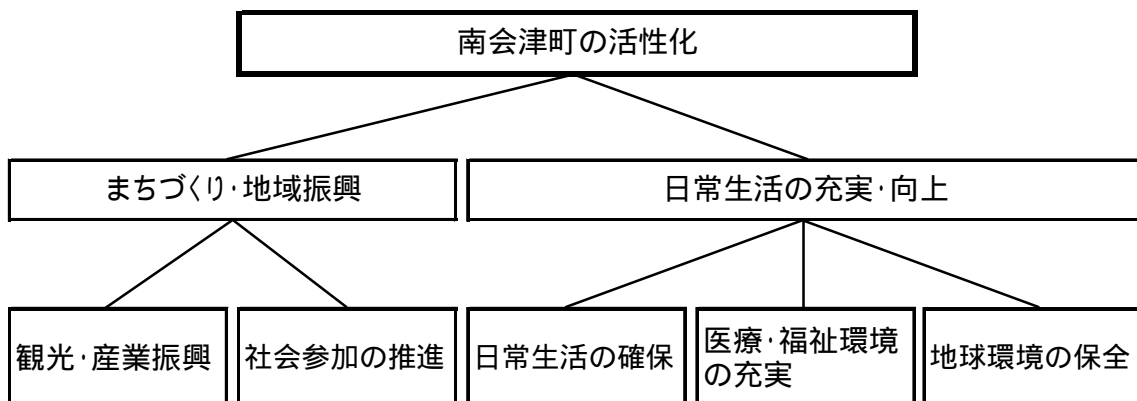 南会津町の活性化
まちづくり・地域振興
日常生活の充実・向上
観光・産業振興
社会参加の推進
日常生活の確保
医療・福祉環境
の充実
地球環境の保全